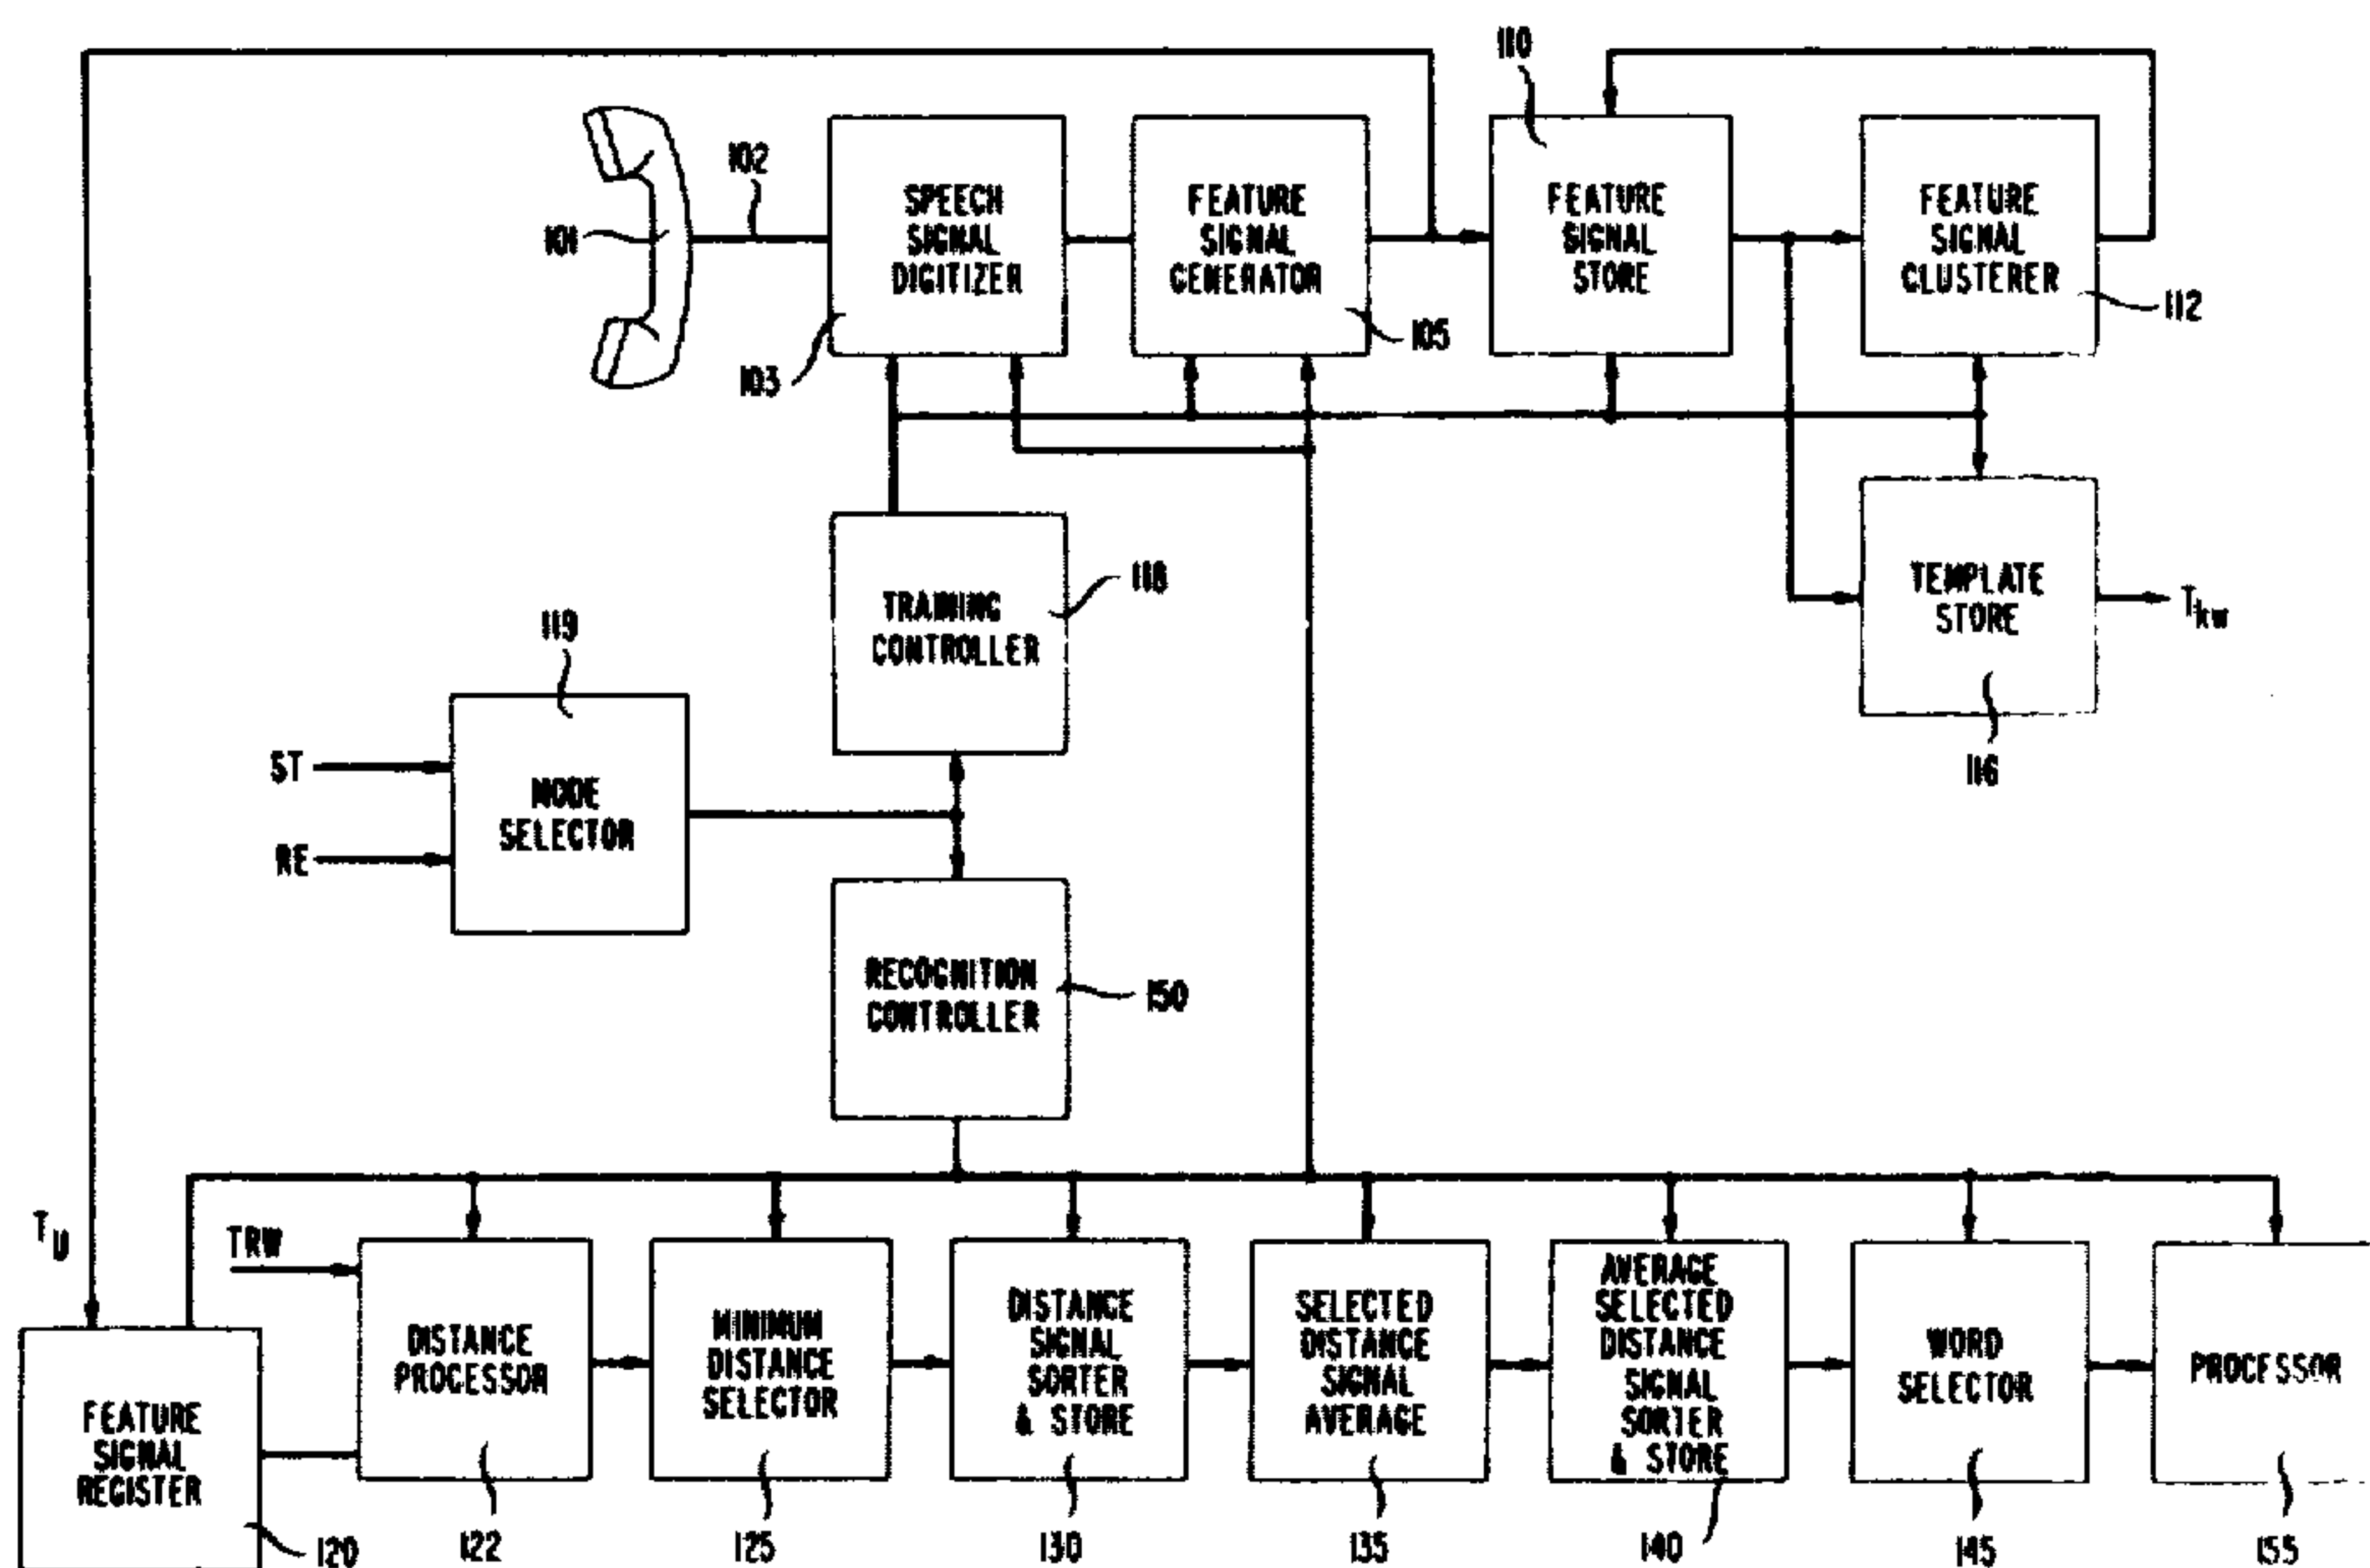 110
102
101
SPEECH
SIGNAL
DIGITIZER
FEATURE
SIGNAL
GENERATOR
FEATURE
SIGNAL
STORE
FEATURE
SIGNAL
CLUSTERER
103
105
112
TRAINING
CONTROLLER
118
TEMPLATE
STORE
Tkw
116
119
ST
RE
MODE
SELECTOR
RECOGNITION
CONTROLLER
150
TU
TRW
FEATURE
SIGNAL
REGISTER
DISTANCE
PROCESSOR
MINIMUM
DISTANCE
SELECTOR
DISTANCE
SIGNAL
SORTER
& STORE
SELECTED
DISTANCE
SIGNAL
AVERAGE
AVERAGE
SELECTED
DISTANCE
SIGNAL
SORTER
& STORE
WORD
SELECTOR
PROCESSOR
120
122
125
130
135
140
145
155